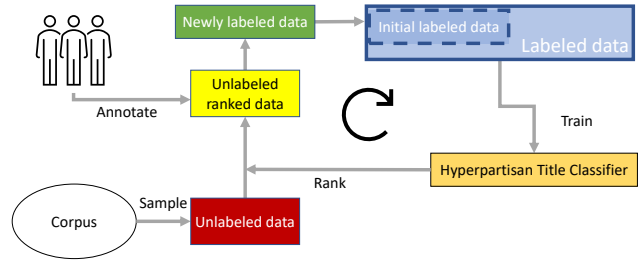 Newly labeled data
Initial labeled data
Labeled data
Unlabeled
ranked data
Annotate
Train
Hyperpartisan Title Classifier
Rank
Sample
Corpus
Unlabeled data